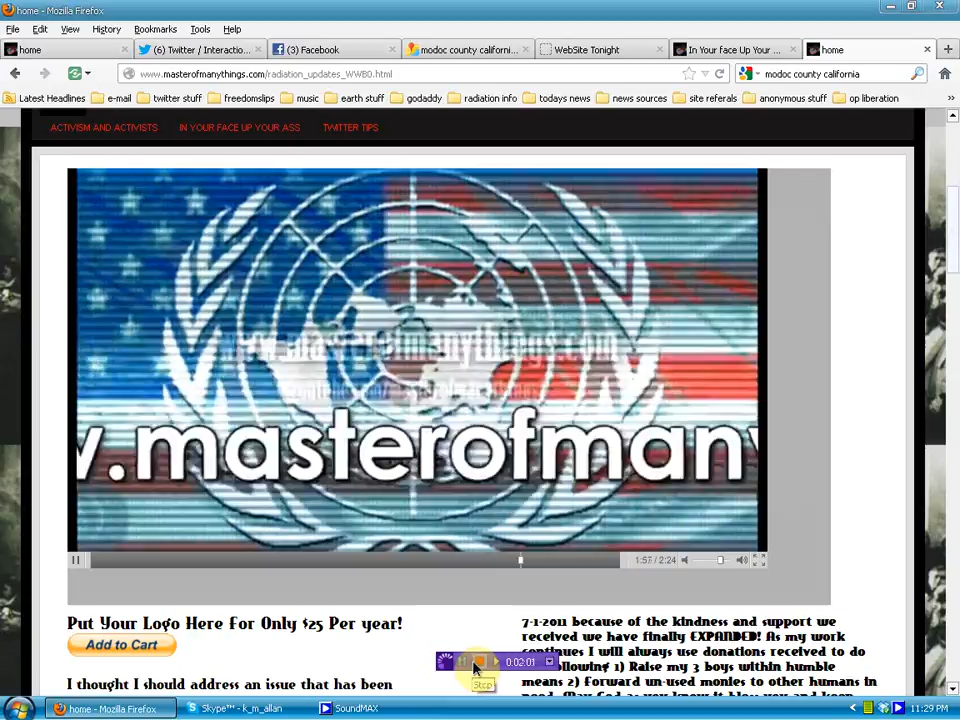 home - Mozilla Firefox
File Edit View History Bookmarks Tools Help
home
(6) Twitter / Interactio...
(3) Facebook
modoc county californi...
WebSite Tonight
In Your face Up Your ...
home
www.masterofmanythings.com/radiation_updates_WWB0.html
modoc county california
Latest Headlines e-mail twitter stuff freedomslips music earth stuff godaddy radiation info todays news news sources site referals anonymous stuff op liberation
ACTIVISM AND ACTIVISTS IN YOUR FACE UP YOUR ASS TWITTER TIPS
www.masterofmanythings.com
w.masterofmany
1:57 / 2:24
Put Your Logo Here For Only $25 Per year!
Add to Cart
I thought I should address an issue that has been
7-1-2011 because of the kindness and support we
received we have finally EXPANDED! As my work
continues I will always use donations received to do
following 1) Raise my 3 boys within humble
means 2) Forward un-used monies to other humans in
0:02:01
Stop
home - Mozilla Firefox
Skype™ - k_m_allan
SoundMAX
11:29 PM